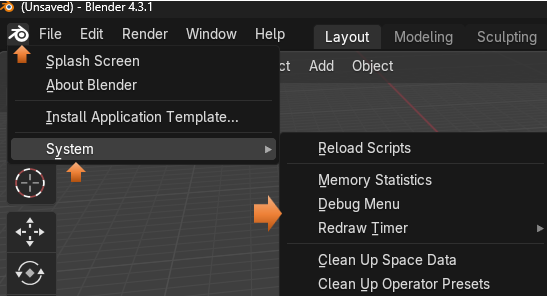 (Unsaved) - Blender 4.3.1
File Edit Render Window Help Layout Modeling Sculpting
Splash Screen
ct Add Object
About Blender
Install Application Template...
System
Reload Scripts
Memory Statistics
Debug Menu
Redraw Timer
Clean Up Space Data
Clean Up Operator Presets